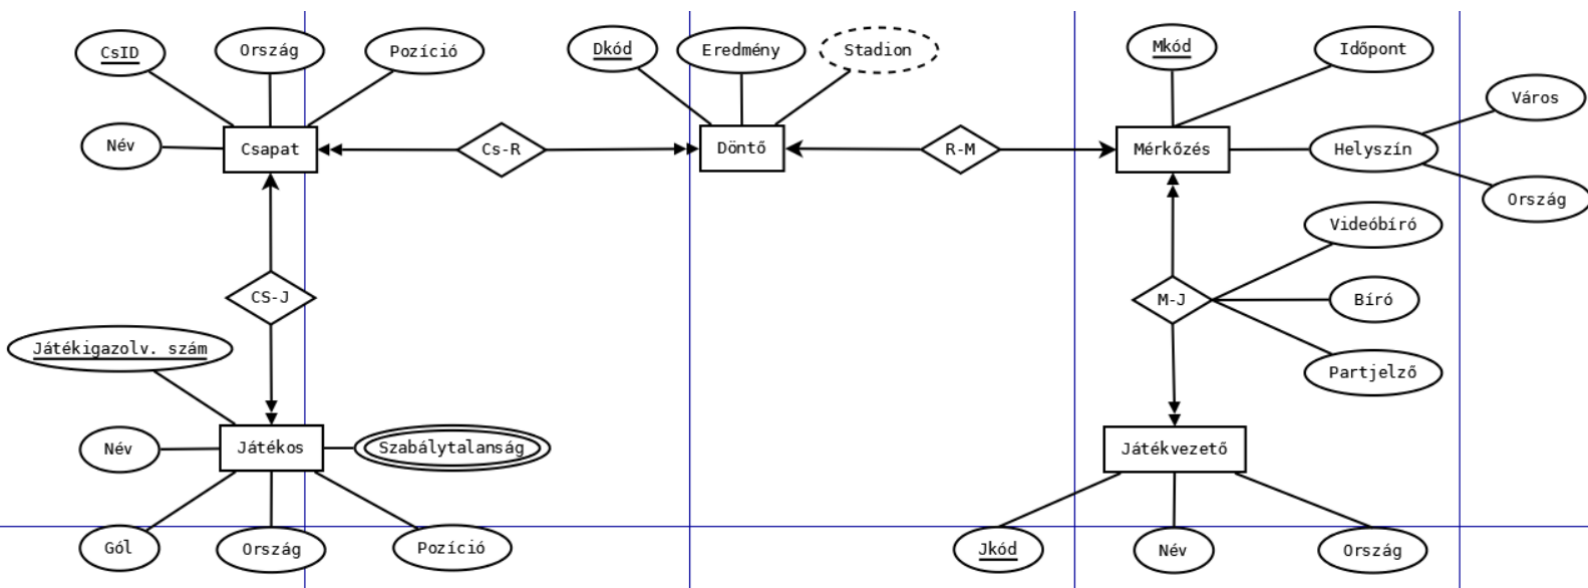 CsID
Ország
Pozíció
Név
Csapat
Cs-R
Dkód
Eredmény
Stadion
Döntő
R-M
Mkód
Időpont
Város
Mérkőzés
Helyszín
Ország
CS-J
Videóbíró
M-J
Bíró
Partjelző
Játékigazolv. szám
Név
Játékos
Szabálytalanság
Játékvezető
Gól
Ország
Pozíció
Jkód
Név
Ország